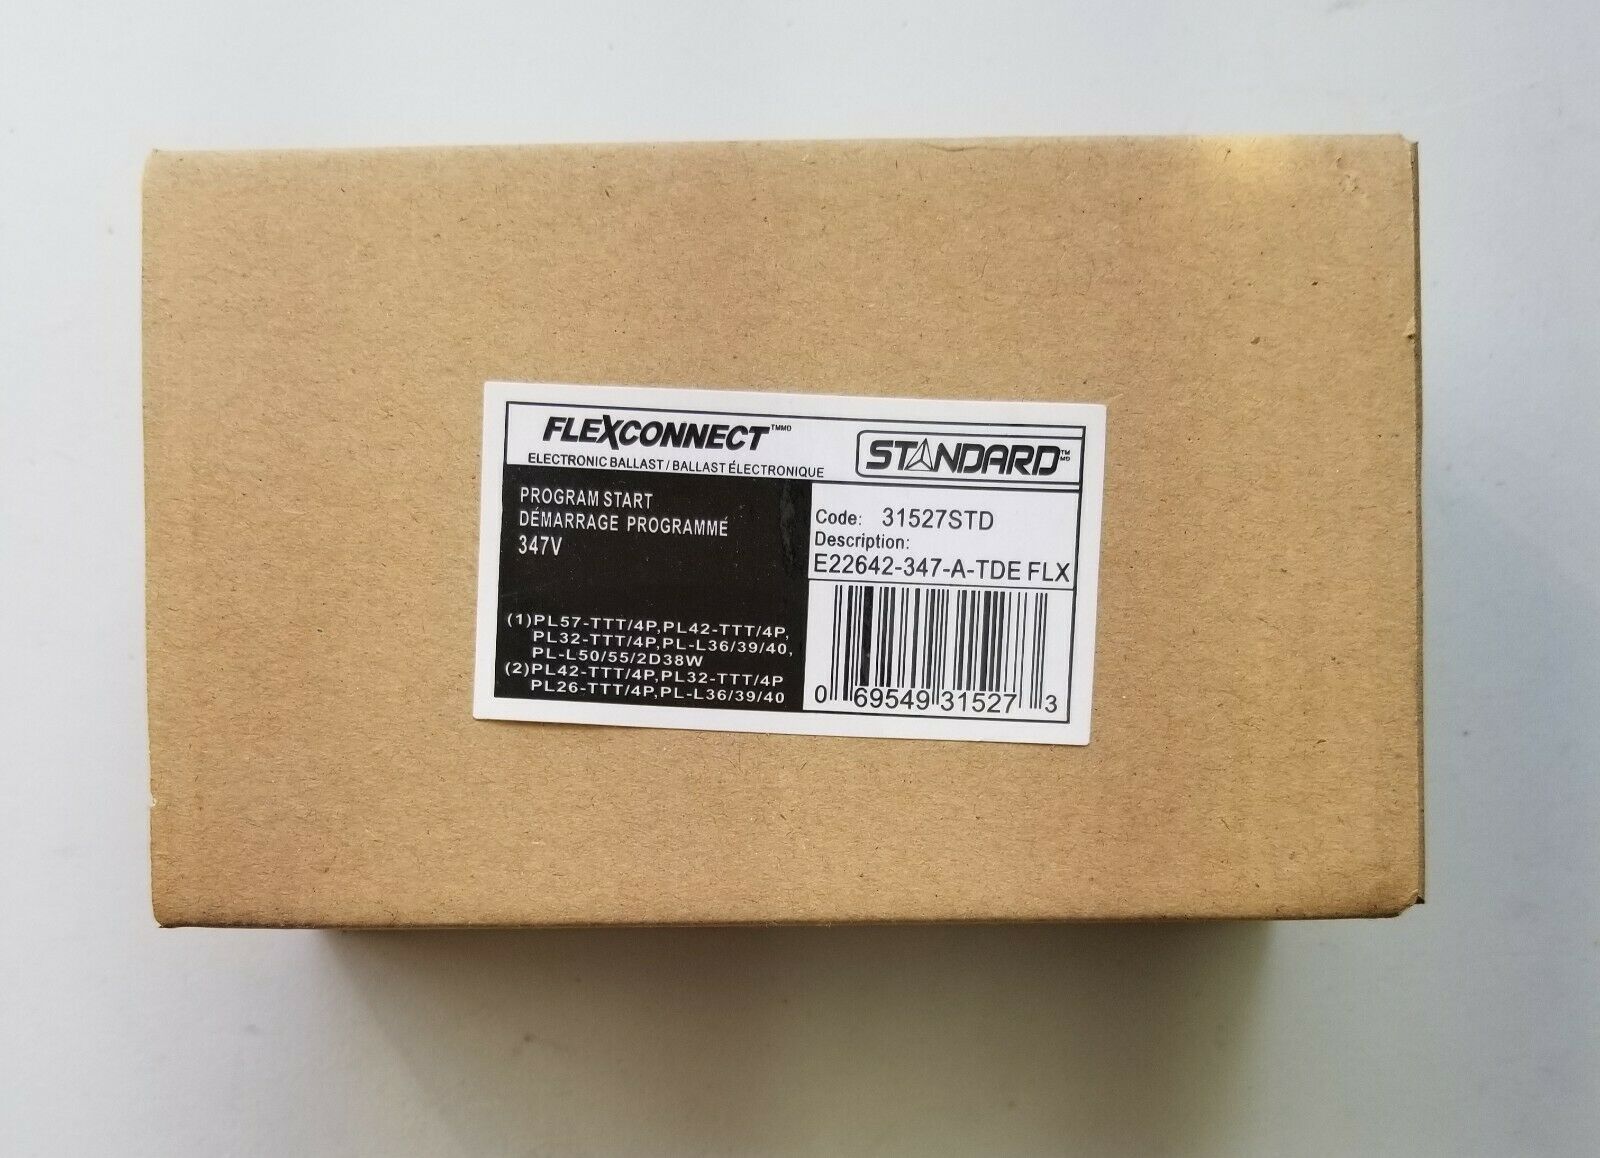 FLEXCONNECT™ᴹᴰ
ELECTRONIC BALLAST / BALLAST ÉLECTRONIQUE
STANDARD™ᴹᴰ
PROGRAM START
DÉMARRAGE PROGRAMMÉ
347V
(1)PL57-TTT/4P,PL42-TTT/4P,
PL32-TTT/4P,PL-L36/39/40,
PL-L50/55/2D38W
(2)PL42-TTT/4P,PL32-TTT/4P
PL26-TTT/4P,PL-L36/39/40
Code: 31527STD
Description:
E22642-347-A-TDE FLX
0 69549 31527 3